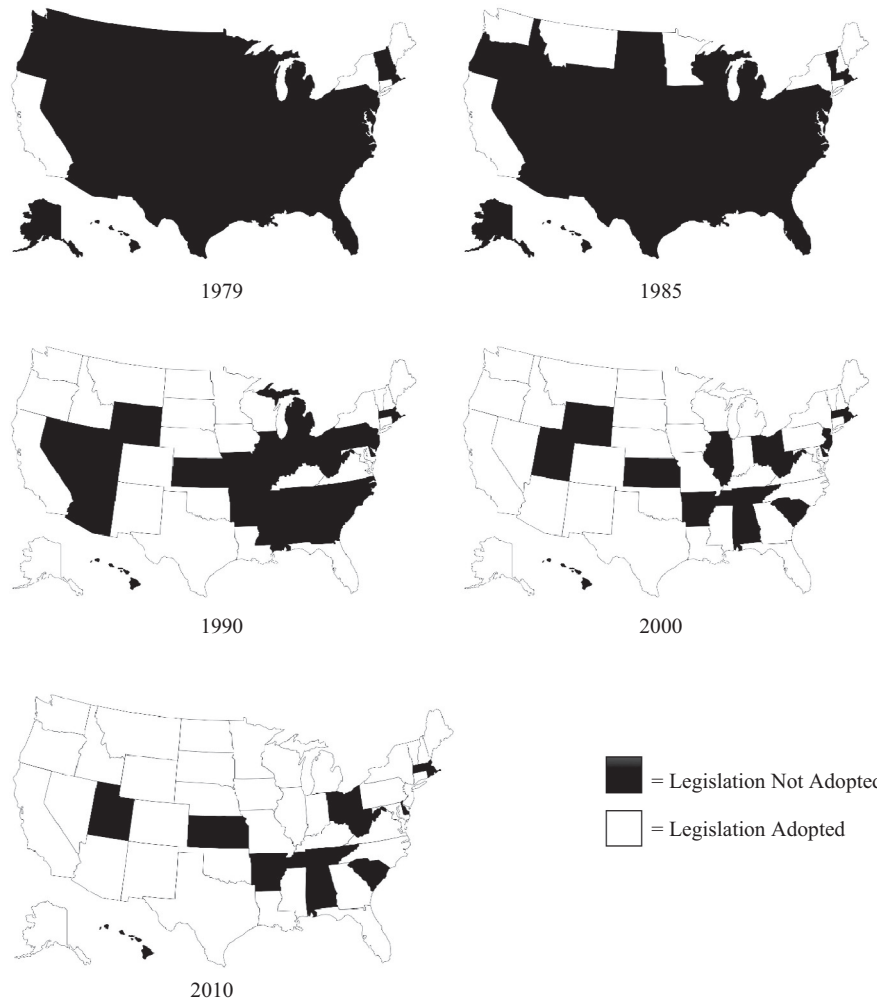 1979
1985
1990
2000
2010
= Legislation Not Adopted
= Legislation Adopted